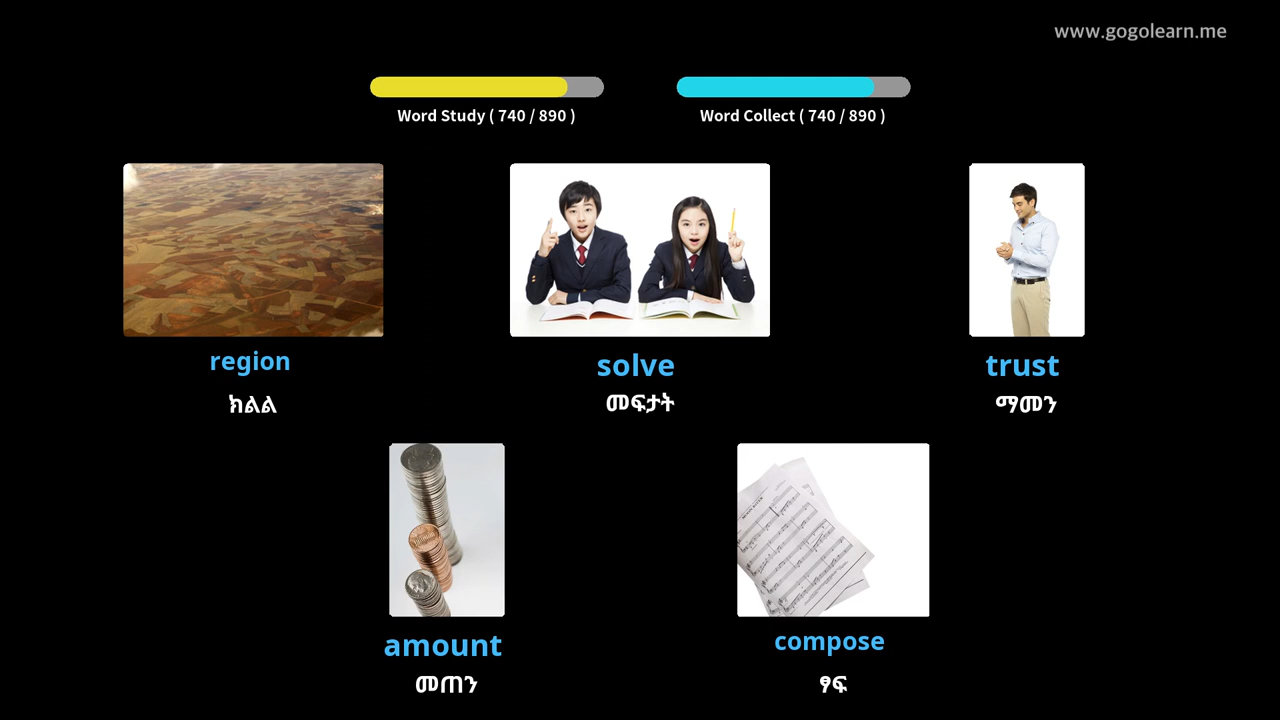 www.gogolearn.me
Word Study ( 740 / 890 )
Word Collect ( 740 / 890 )
region
solve
trust
ክልል
መፍታት
ማመን
amount
compose
መጠን
ፃፍ